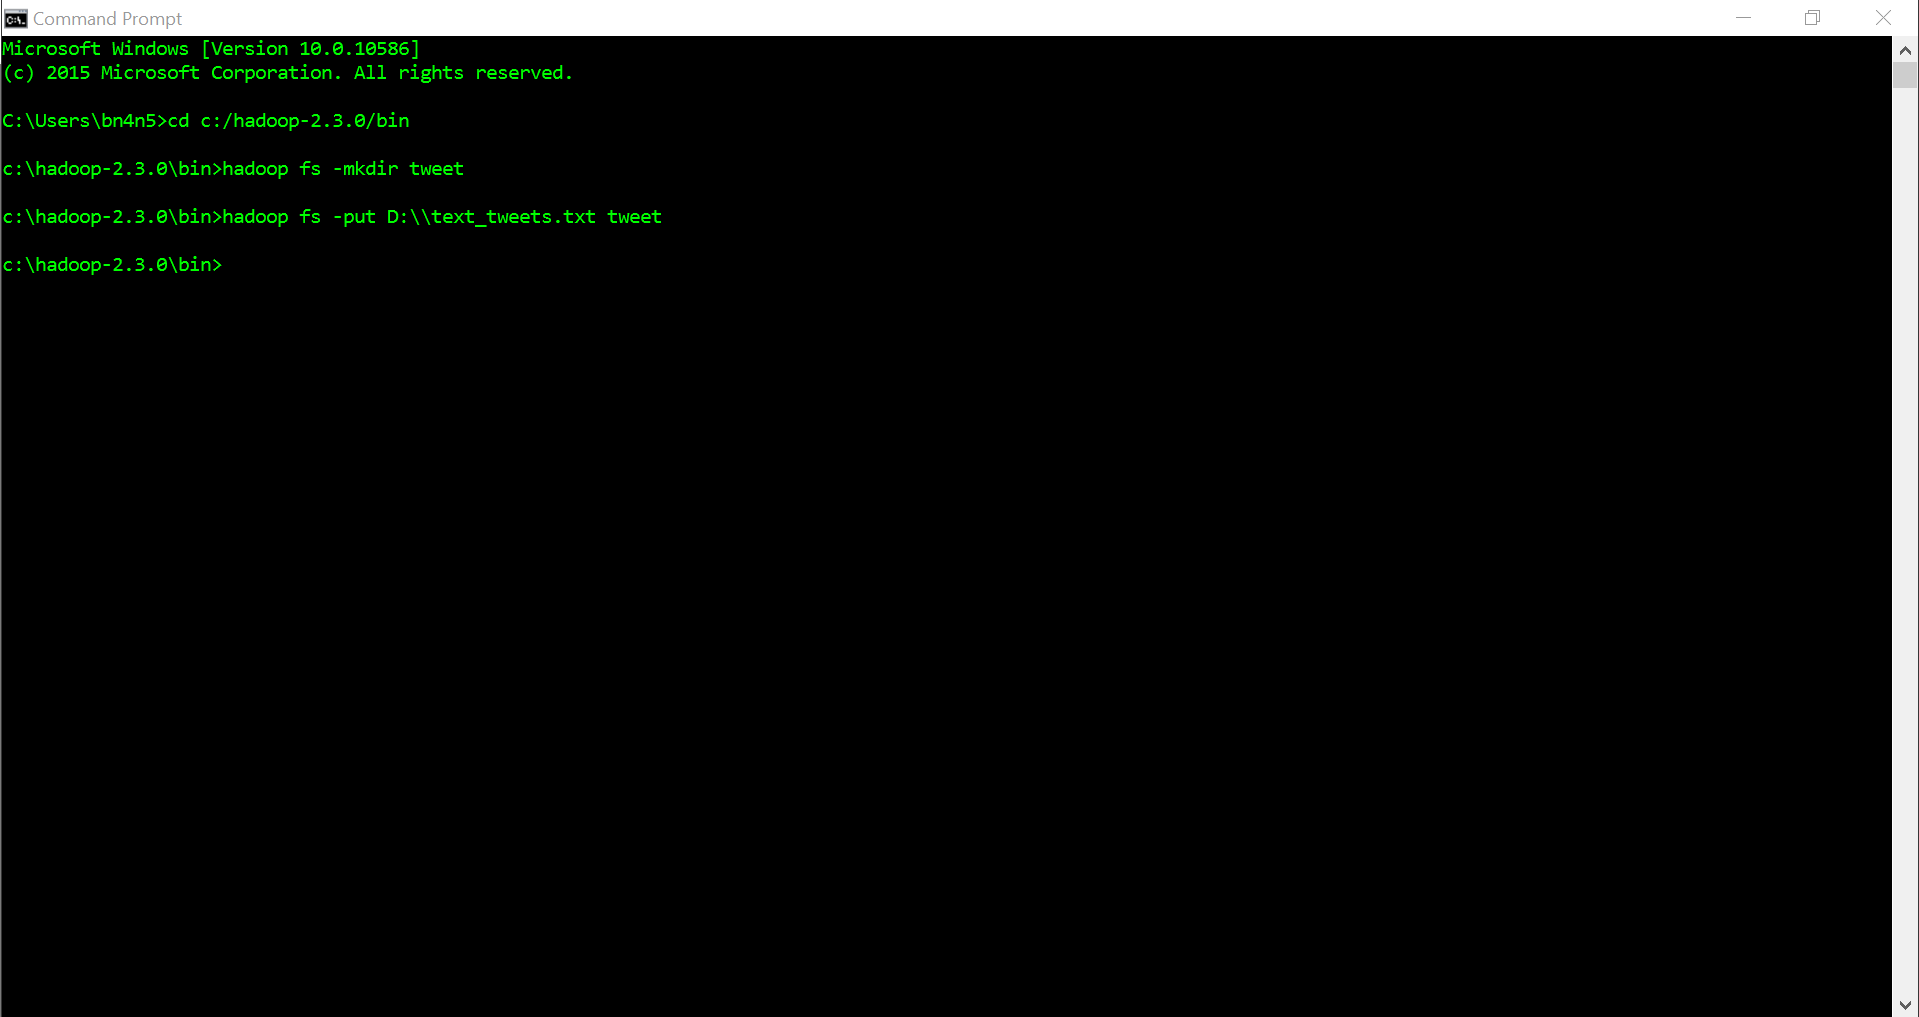 Command Prompt
Microsoft Windows [Version 10.0.10586]
(c) 2015 Microsoft Corporation. All rights reserved.
C:\Users\bn4n5>cd c:/hadoop-2.3.0/bin
c:\hadoop-2.3.0\bin>hadoop fs -mkdir tweet
c:\hadoop-2.3.0\bin>hadoop fs -put D:\\text_tweets.txt tweet
c:\hadoop-2.3.0\bin>